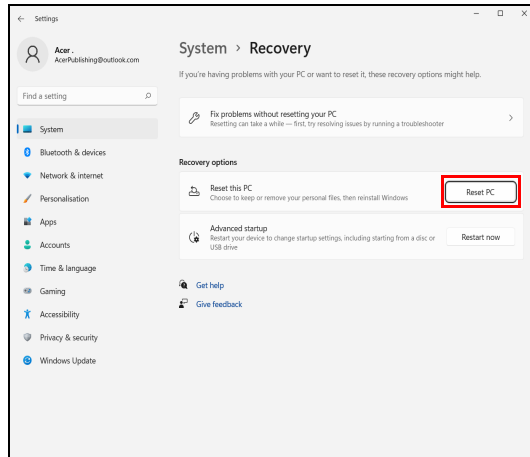 Settings
Acer .
AcerPublishing@outlook.com
Find a setting
System
Bluetooth & devices
Network & internet
Personalisation
Apps
Accounts
Time & language
Gaming
Accessibility
Privacy & security
Windows Update
System › Recovery
If you're having problems with your PC or want to reset it, these recovery options might help.
Fix problems without resetting your PC
Resetting can take a while — first, try resolving issues by running a troubleshooter
Recovery options
Reset this PC
Choose to keep or remove your personal files, then reinstall Windows
Reset PC
Advanced startup
Restart your device to change startup settings, including starting from a disc or
USB drive
Restart now
Get help
Give feedback